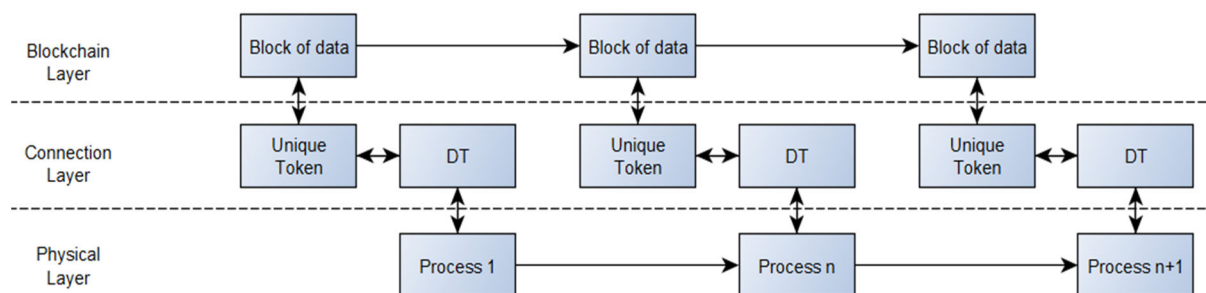 Blockchain
Layer
Block of data
Block of data
Block of data
Connection
Layer
Unique
Token
DT
Unique
Token
DT
Unique
Token
DT
Physical
Layer
Process 1
Process n
Process n+1